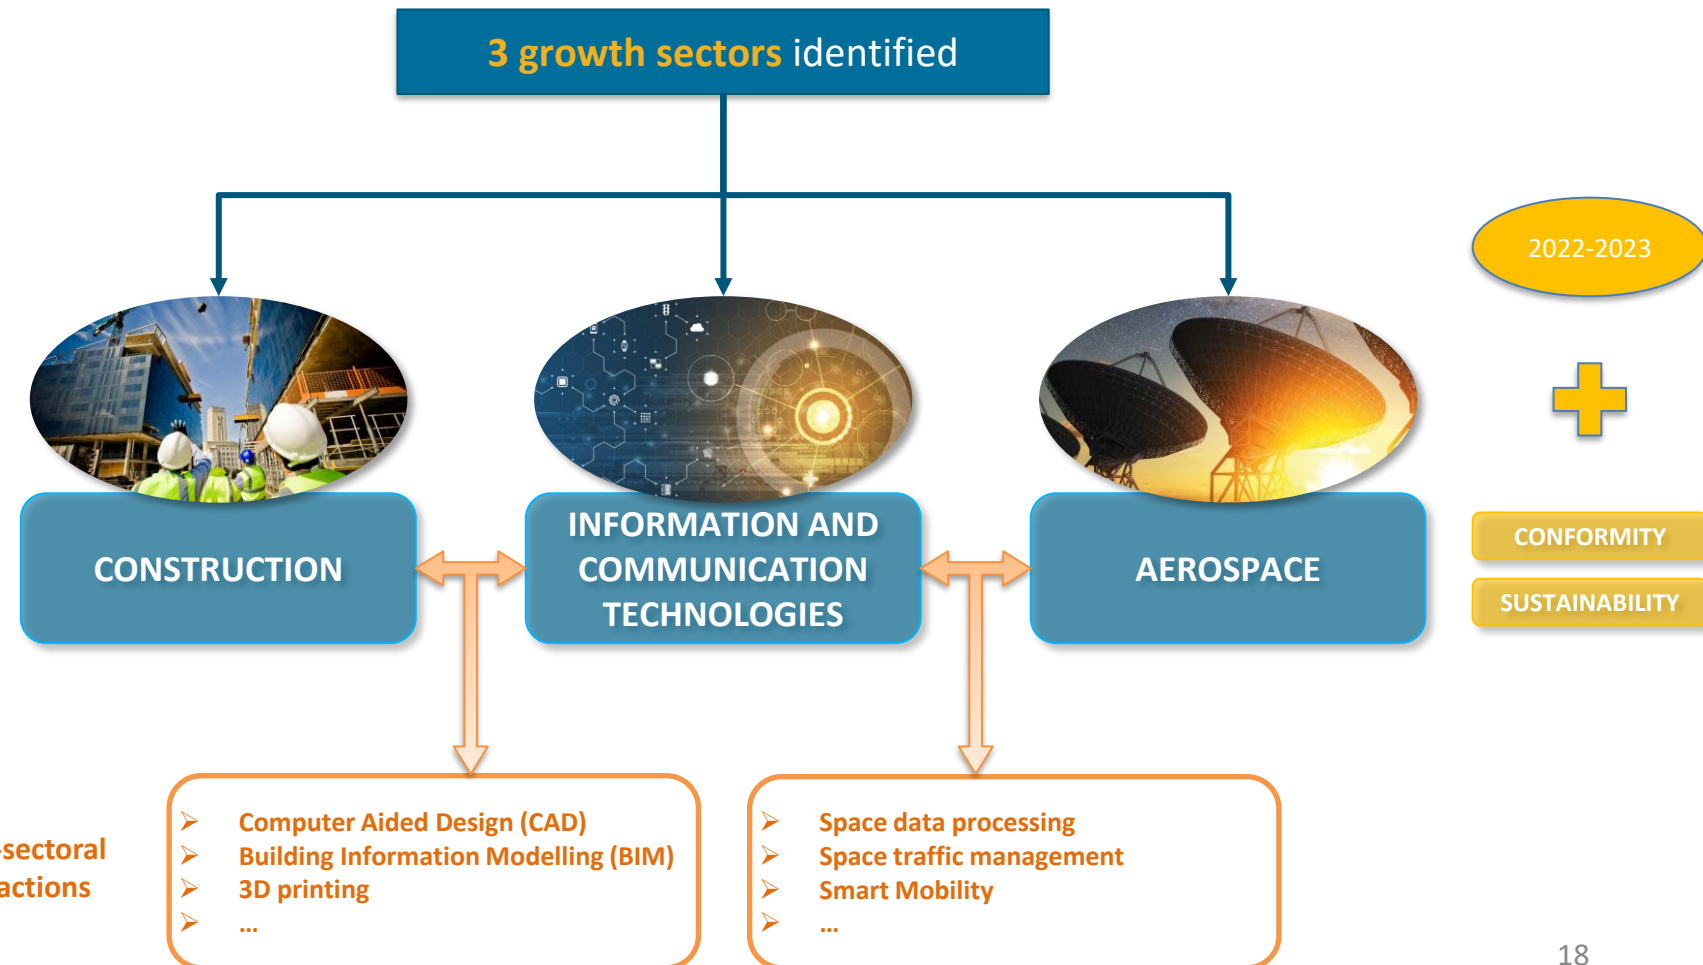 3 growth sectors identified
2022-2023
CONSTRUCTION
INFORMATION AND
COMMUNICATION
TECHNOLOGIES
AEROSPACE
CONFORMITY
SUSTAINABILITY
-sectoral
actions
➢ Computer Aided Design (CAD)
➢ Building Information Modelling (BIM)
➢ 3D printing
➢ ...
➢ Space data processing
➢ Space traffic management
➢ Smart Mobility
➢ ...
18